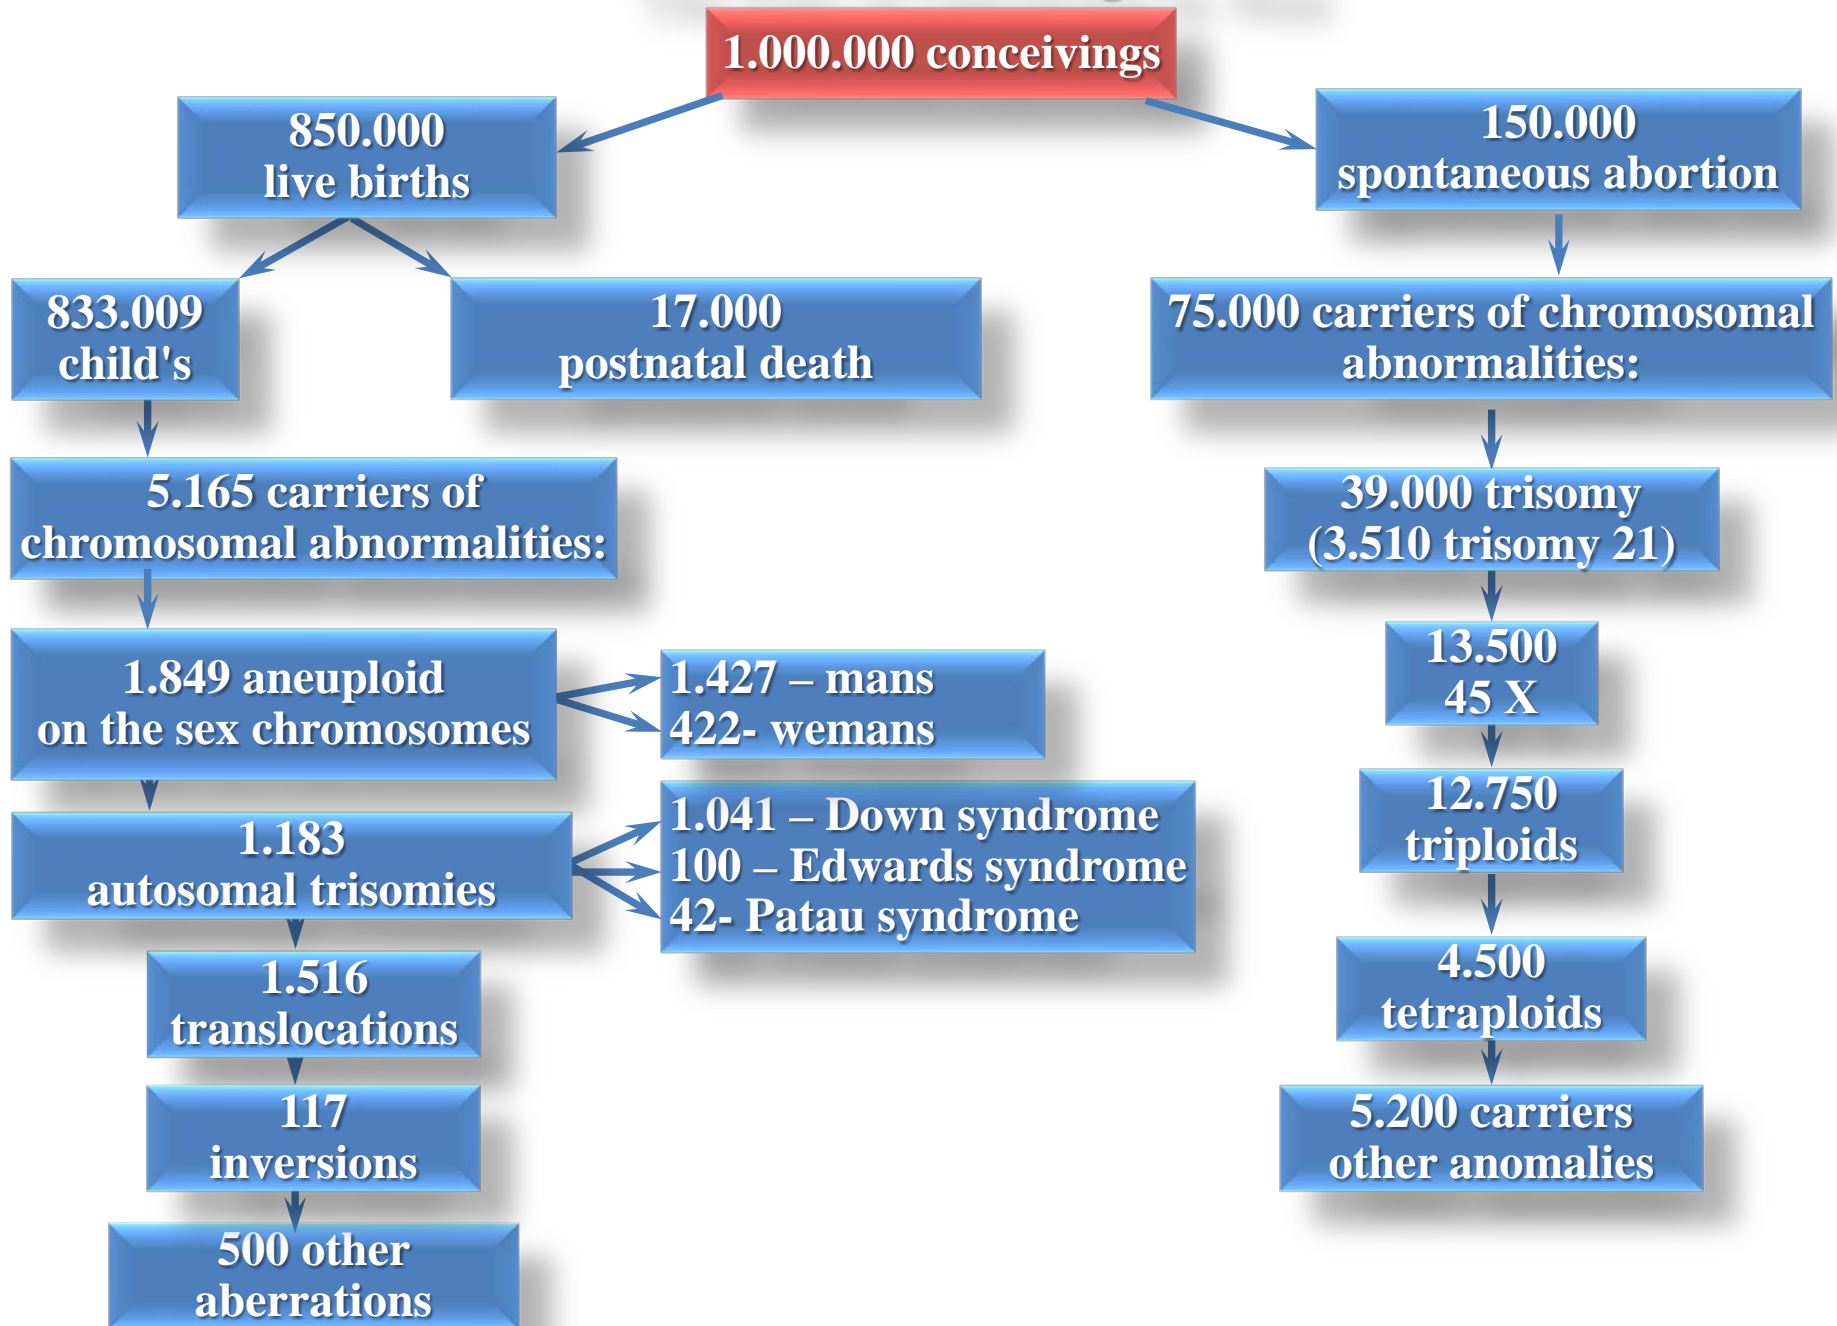 1.000.000 conceivings
850.000
live births
150.000
spontaneous abortion
833.009
child's
17.000
postnatal death
75.000 carriers of chromosomal
abnormalities:
5.165 carriers of
chromosomal abnormalities:
39.000 trisomy
(3.510 trisomy 21)
1.849 aneuploid
on the sex chromosomes
1.427 – mans
422- wemans
13.500
45 X
1.183
autosomal trisomies
1.041 – Down syndrome
100 – Edwards syndrome
42- Patau syndrome
12.750
triploids
1.516
translocations
4.500
tetraploids
117
inversions
5.200 carriers
other anomalies
500 other
aberrations